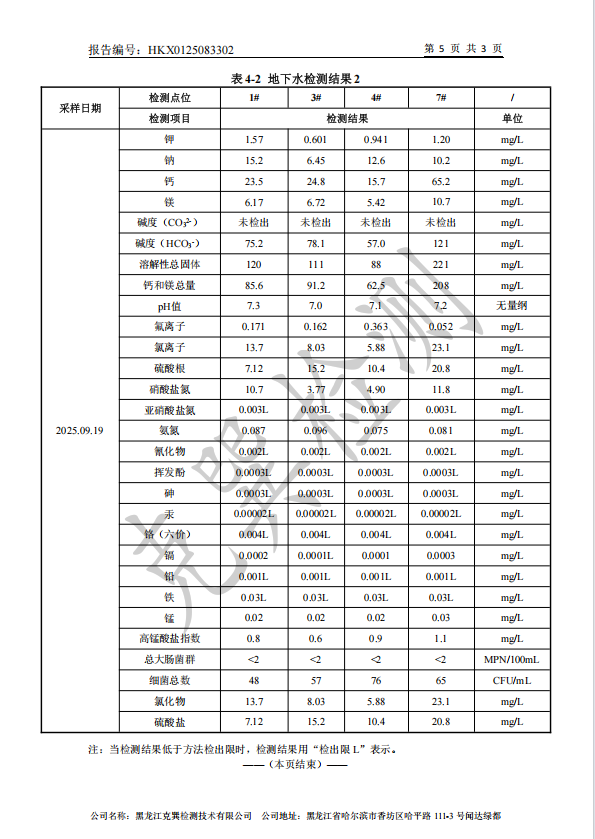 报告编号：HKX0125083302 第 5 页 共 3 页
表 4-2 地下水检测结果 2
采样日期 检测点位 1# 3# 4# 7# /
检测项目 检测结果 单位
2025.09.19
钾 1.57 0.601 0.941 1.20 mg/L
钠 15.2 6.45 12.6 10.2 mg/L
钙 23.5 24.8 15.7 65.2 mg/L
镁 6.17 6.72 5.42 10.7 mg/L
碱度（CO₃²⁻） 未检出 未检出 未检出 未检出 mg/L
碱度（HCO₃⁻） 75.2 78.1 57.0 121 mg/L
溶解性总固体 120 111 88 221 mg/L
钙和镁总量 85.6 91.2 62.5 208 mg/L
pH值 7.3 7.0 7.1 7.2 无量纲
氟离子 0.171 0.162 0.363 0.052 mg/L
氯离子 13.7 8.03 5.88 23.1 mg/L
硫酸根 7.12 15.2 10.4 20.8 mg/L
硝酸盐氮 10.7 3.77 4.90 11.8 mg/L
亚硝酸盐氮 0.003L 0.003L 0.003L 0.003L mg/L
氨氮 0.087 0.096 0.075 0.081 mg/L
氰化物 0.002L 0.002L 0.002L 0.002L mg/L
挥发酚 0.0003L 0.0003L 0.0003L 0.0003L mg/L
砷 0.0003L 0.0003L 0.0003L 0.0003L mg/L
汞 0.00002L 0.00002L 0.00002L 0.00002L mg/L
铬（六价） 0.004L 0.004L 0.004L 0.004L mg/L
镉 0.0002 0.0001L 0.0001 0.0003 mg/L
铅 0.001L 0.001L 0.001L 0.001L mg/L
铁 0.03L 0.03L 0.03L 0.03L mg/L
锰 0.02 0.02 0.02 0.03 mg/L
高锰酸盐指数 0.8 0.6 0.9 1.1 mg/L
总大肠菌群 <2 <2 <2 <2 MPN/100mL
细菌总数 48 57 76 65 CFU/mL
氯化物 13.7 8.03 5.88 23.1 mg/L
硫酸盐 7.12 15.2 10.4 20.8 mg/L
克巽检测
注：当检测结果低于方法检出限时，检测结果用“检出限 L”表示。
——（本页结束）——
公司名称：黑龙江克巽检测技术有限公司 公司地址：黑龙江省哈尔滨市香坊区哈平路 111-3 号闻达绿都